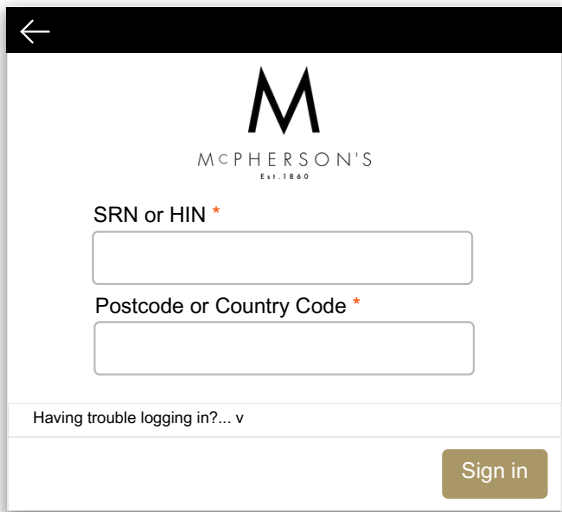 M
McPHERSON'S
Est.1860
SRN or HIN *
Postcode or Country Code *
Having trouble logging in?... v
Sign in